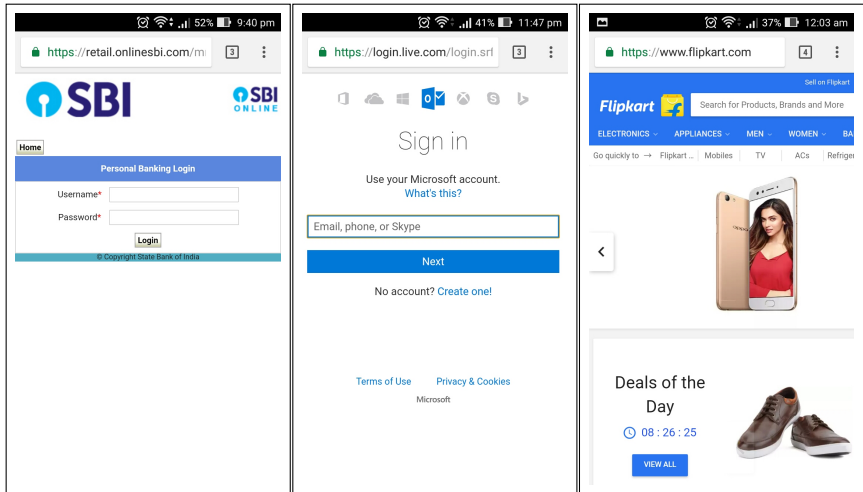 52% 9:40 pm
https://retail.onlinesbi.com/m
3
SBI
SBI
ONLINE
Home
Personal Banking Login
Username*
Password*
Login
© Copyright State Bank of India
41% 11:47 pm
https://login.live.com/login.srf
3
Sign in
Use your Microsoft account.
What's this?
Email, phone, or Skype
Next
No account? Create one!
Terms of Use Privacy & Cookies
Microsoft
37% 12:03 am
https://www.flipkart.com
4
Sell on Flipkart
Flipkart Search for Products, Brands and More
ELECTRONICS APPLIANCES MEN WOMEN BA
Go quickly to → Flipkart ... Mobiles TV ACs Refriger
Deals of the
Day
08 : 26 : 25
VIEW ALL